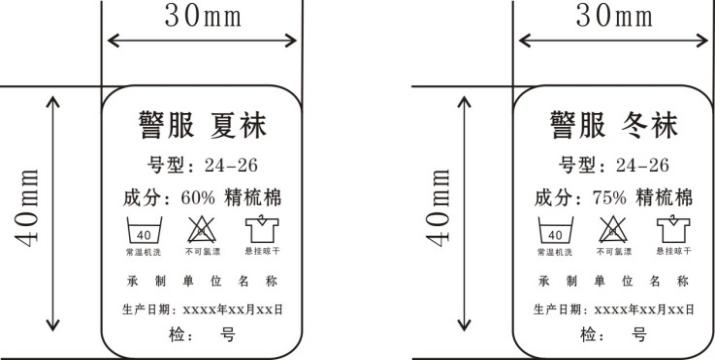 30mm
40mm
警服 夏袜
号型：24-26
成分：60% 精梳棉
40
常温机洗 不可氯漂 悬挂晾干
承 制 单 位 名 称
生产日期：xxxx年xx月xx日
检： 号
30mm
40mm
警服 冬袜
号型：24-26
成分：75% 精梳棉
40
常温机洗 不可氯漂 悬挂晾干
承 制 单 位 名 称
生产日期：xxxx年xx月xx日
检： 号